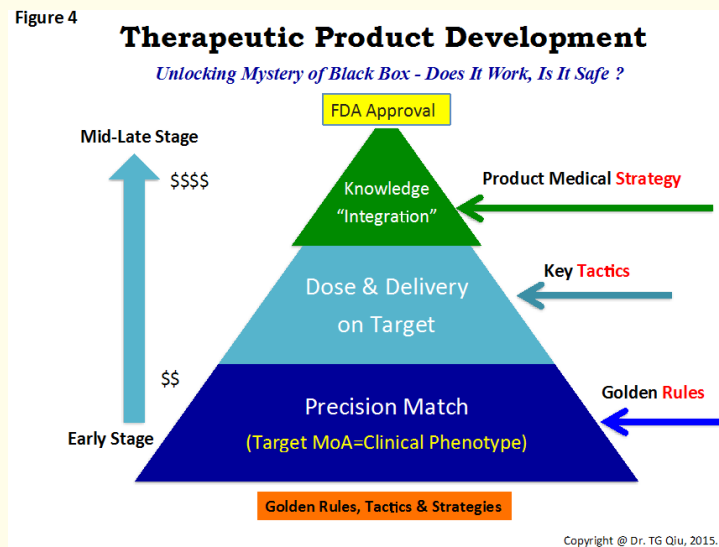 Figure 4
Therapeutic Product Development
Unlocking Mystery of Black Box - Does It Work, Is It Safe ?
FDA Approval
Mid-Late Stage
$$$$
Knowledge
“Integration”
Product Medical Strategy
Dose & Delivery
on Target
Key Tactics
$$
Precision Match
(Target MoA=Clinical Phenotype)
Golden Rules
Early Stage
Golden Rules, Tactics & Strategies
Copyright @ Dr. TG Qiu, 2015.